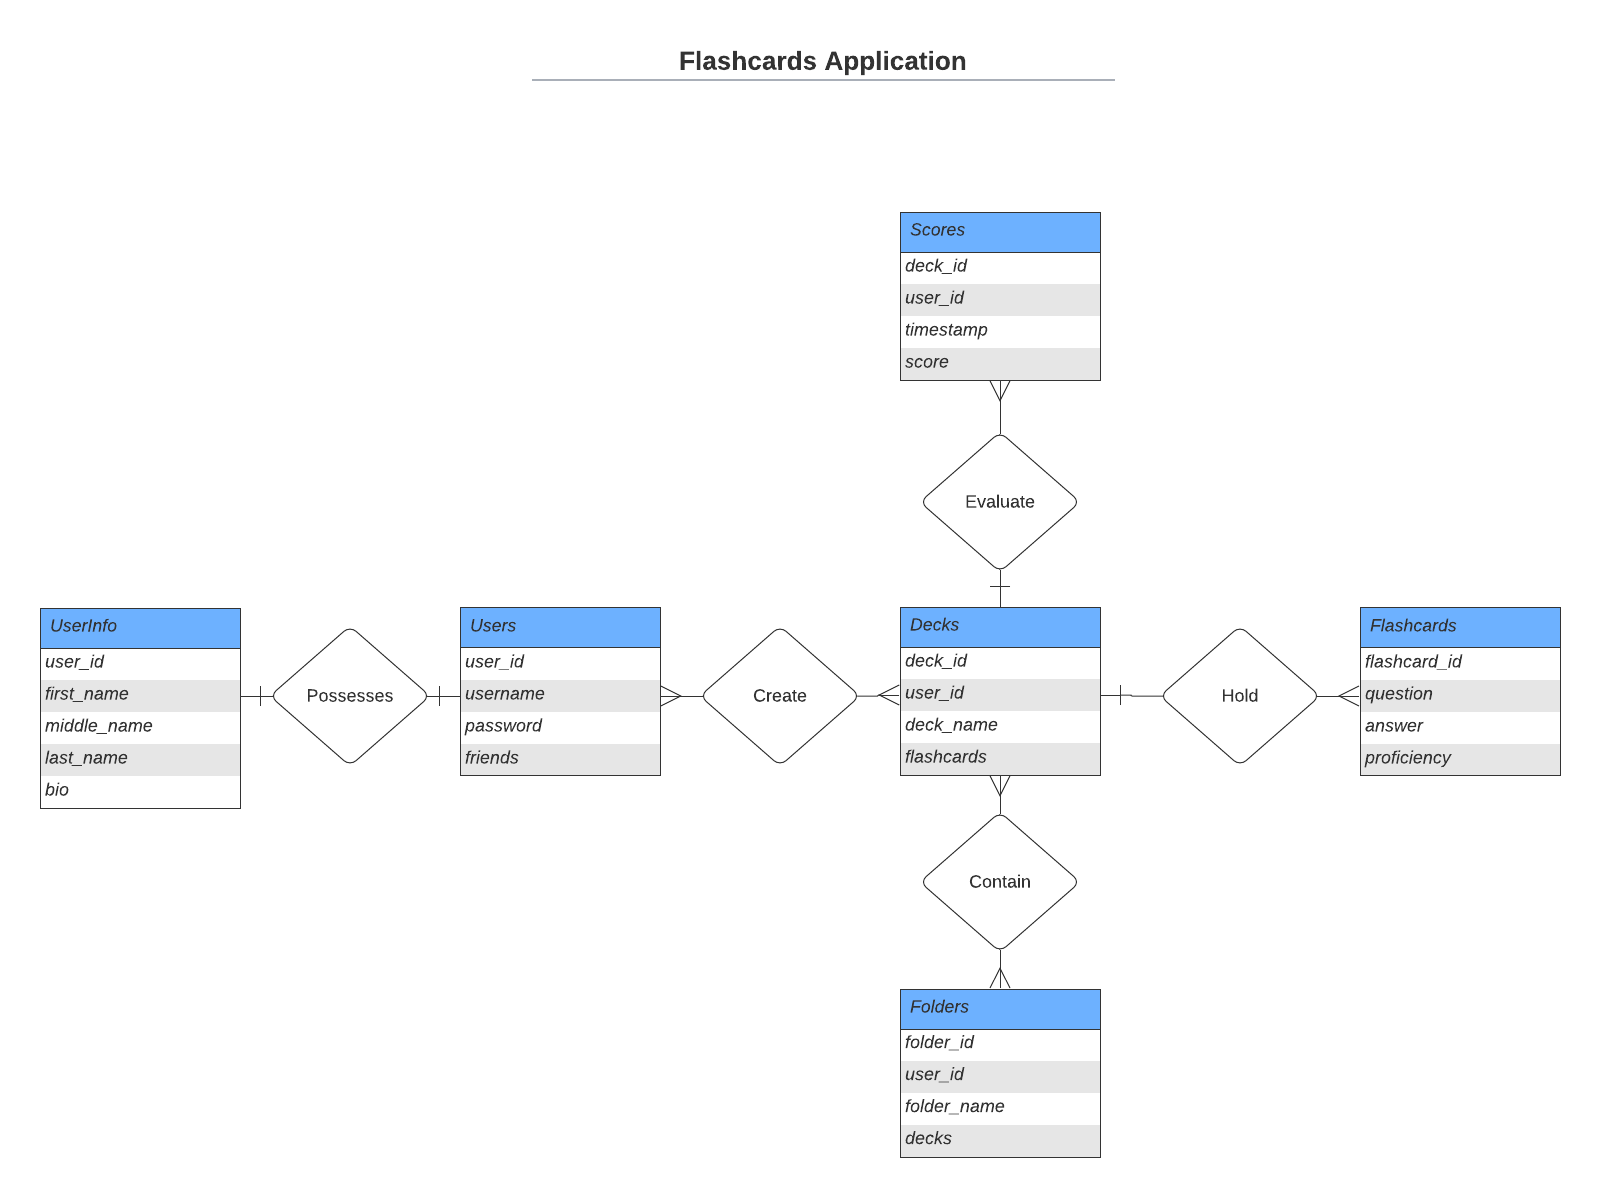 Flashcards Application
Scores
deck_id
user_id
timestamp
score
Evaluate
UserInfo
user_id
first_name
middle_name
last_name
bio
Possesses
Users
user_id
username
password
friends
Create
Decks
deck_id
user_id
deck_name
flashcards
Hold
Flashcards
flashcard_id
question
answer
proficiency
Contain
Folders
folder_id
user_id
folder_name
decks